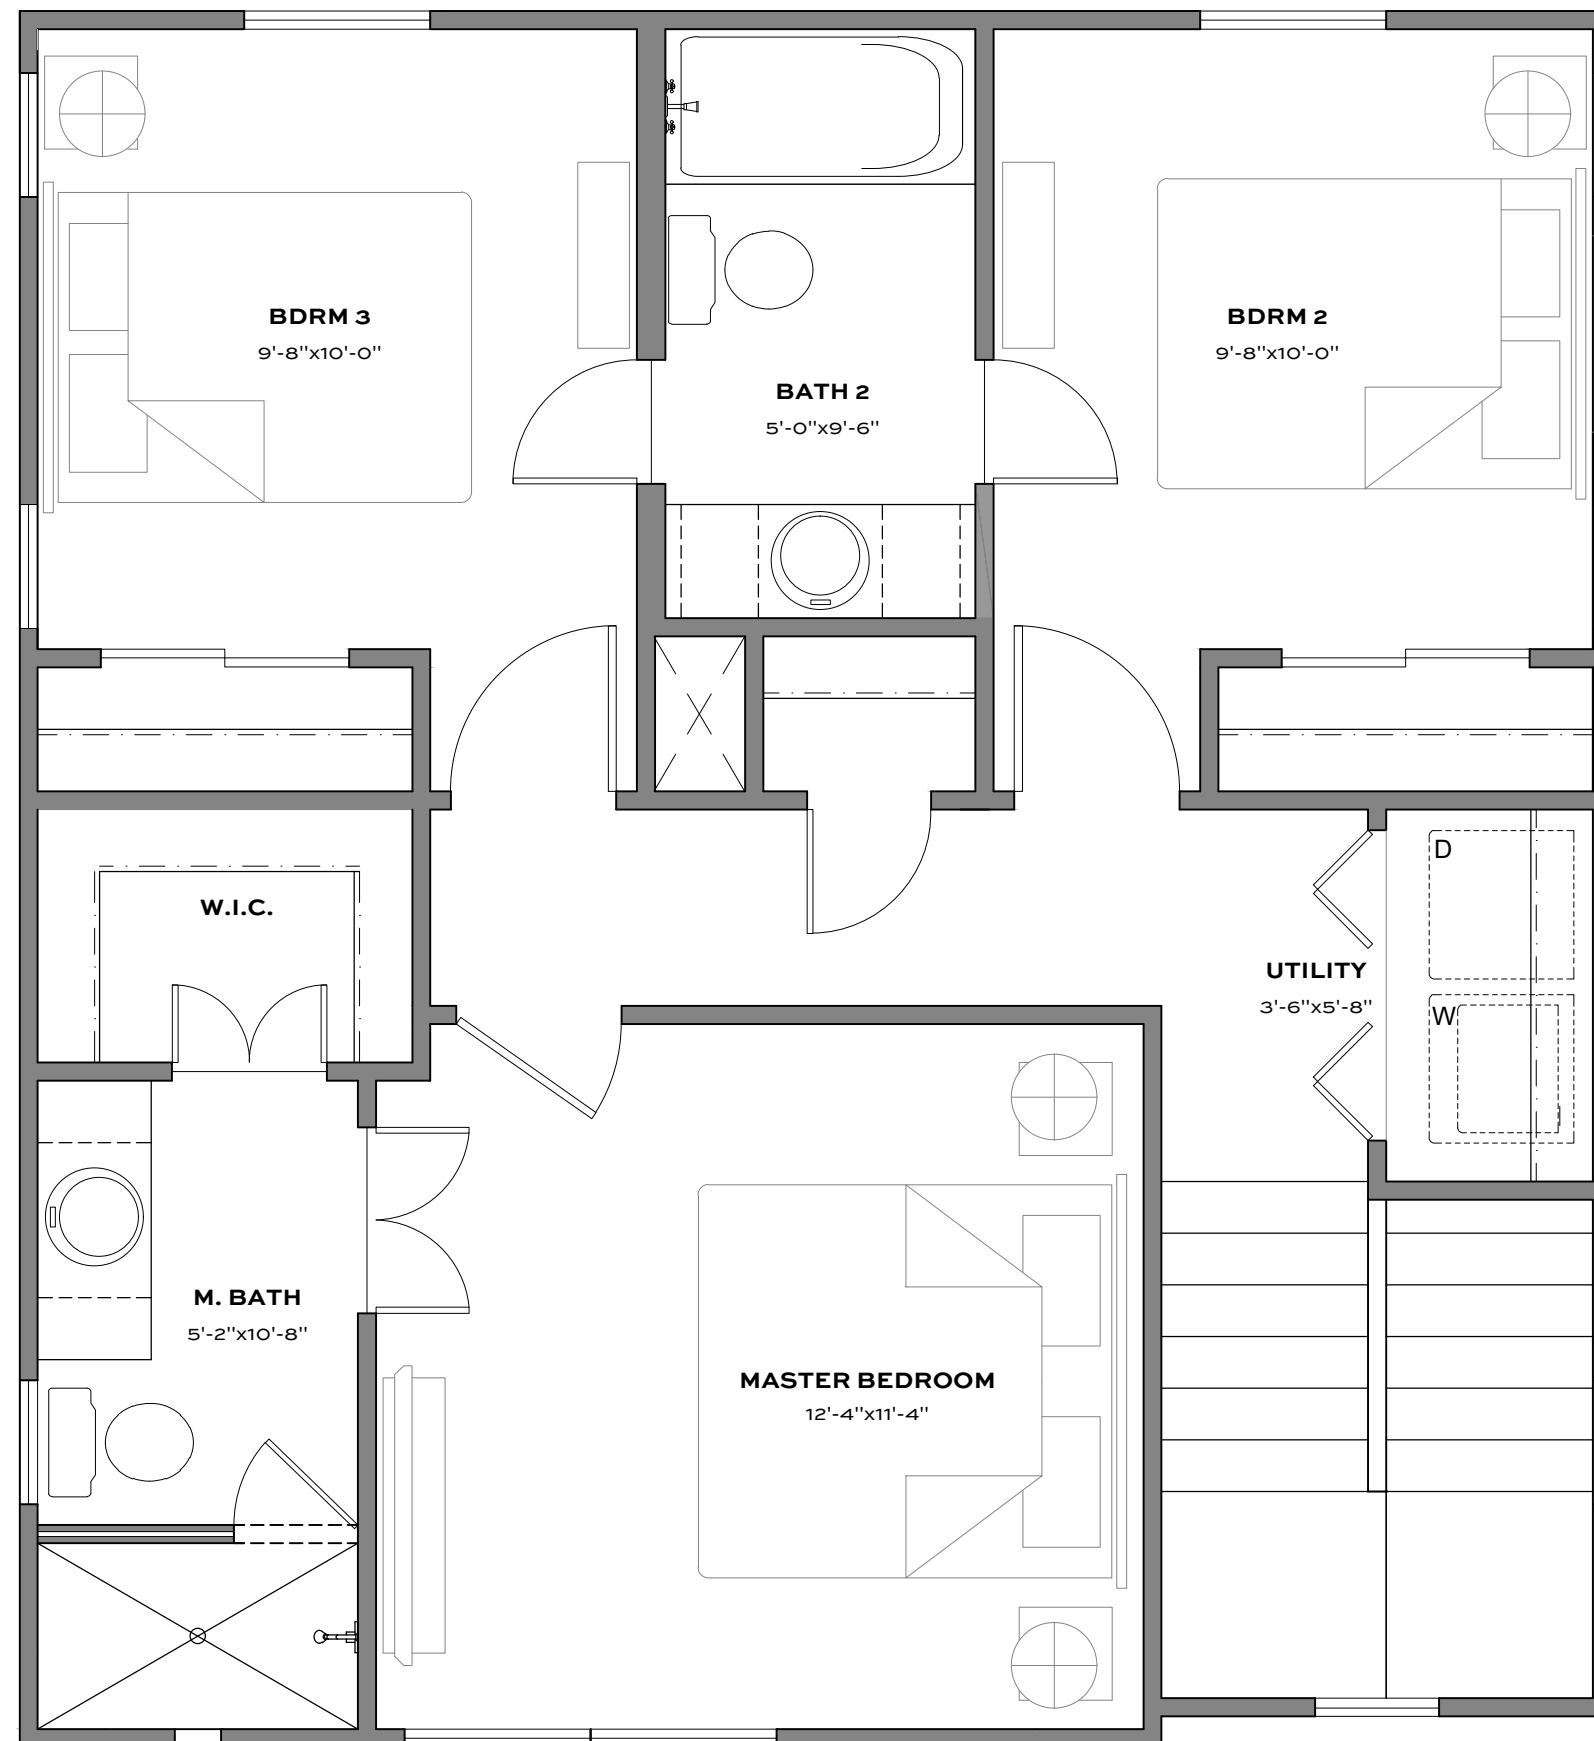 BDRM 3
9'-8"x10'-0"
BDRM 2
9'-8"x10'-0"
BATH 2
5'-0"x9'-6"
D
W.I.C.
UTILITY
3'-6"x5'-8"
W
M. BATH
5'-2"x10'-8"
MASTER BEDROOM
12'-4"x11'-4"